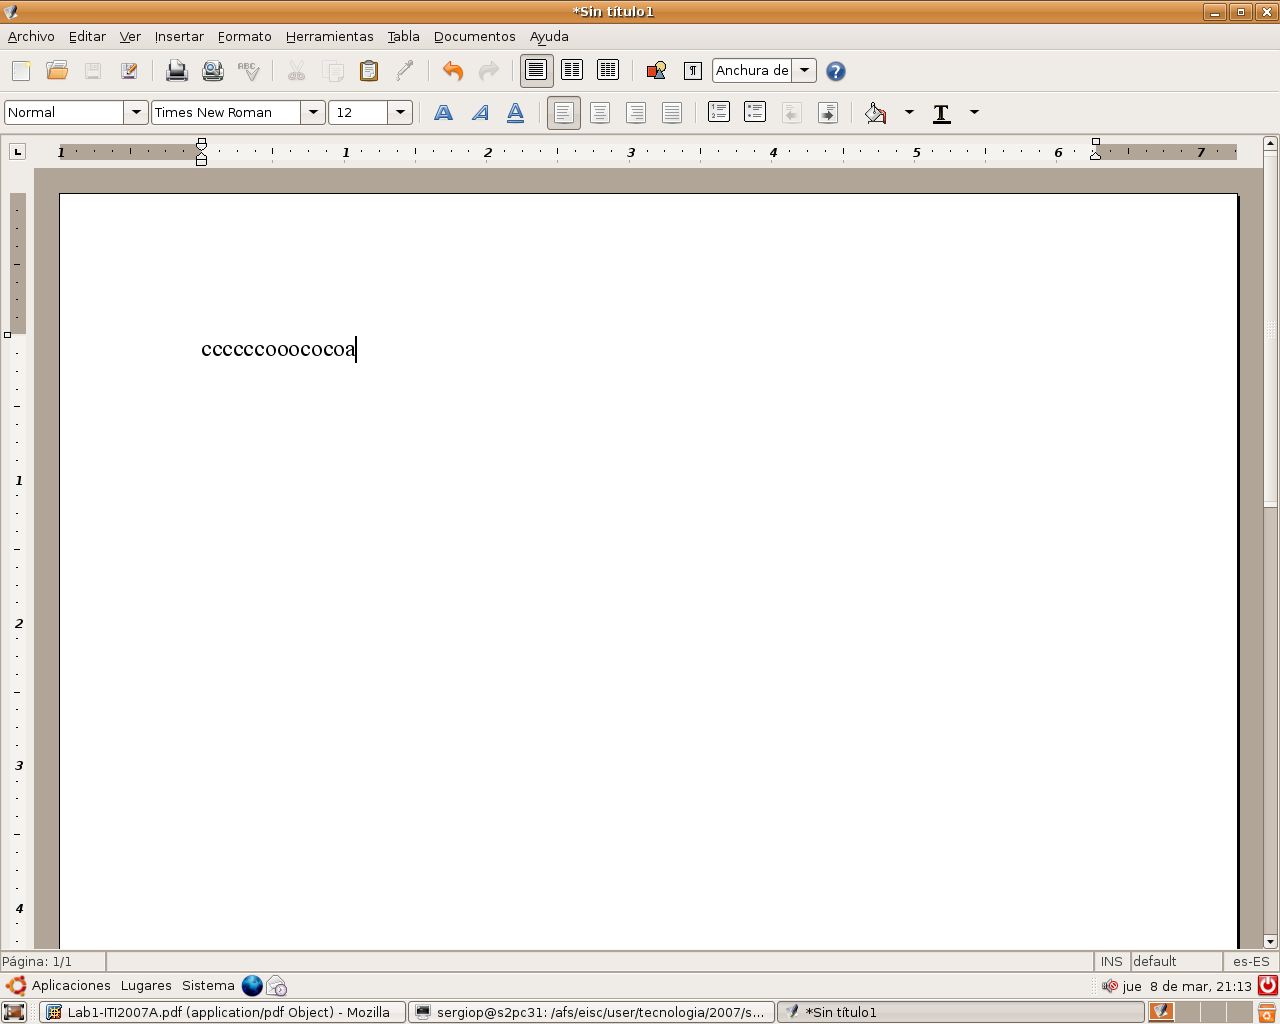 *Sin título1
Archivo Editar Ver Insertar Formato Herramientas Tabla Documentos Ayuda
ABC Anchura de
Normal Times New Roman 12
1 1 2 3 4 5 6 7
ccccccooococoa
1
2
3
4
Página: 1/1 INS default es-ES
Aplicaciones Lugares Sistema jue 8 de mar, 21:13
Lab1-ITI2007A.pdf (application/pdf Object) - Mozilla sergiop@s2pc31: /afs/eisc/user/tecnologia/2007/s... *Sin título1